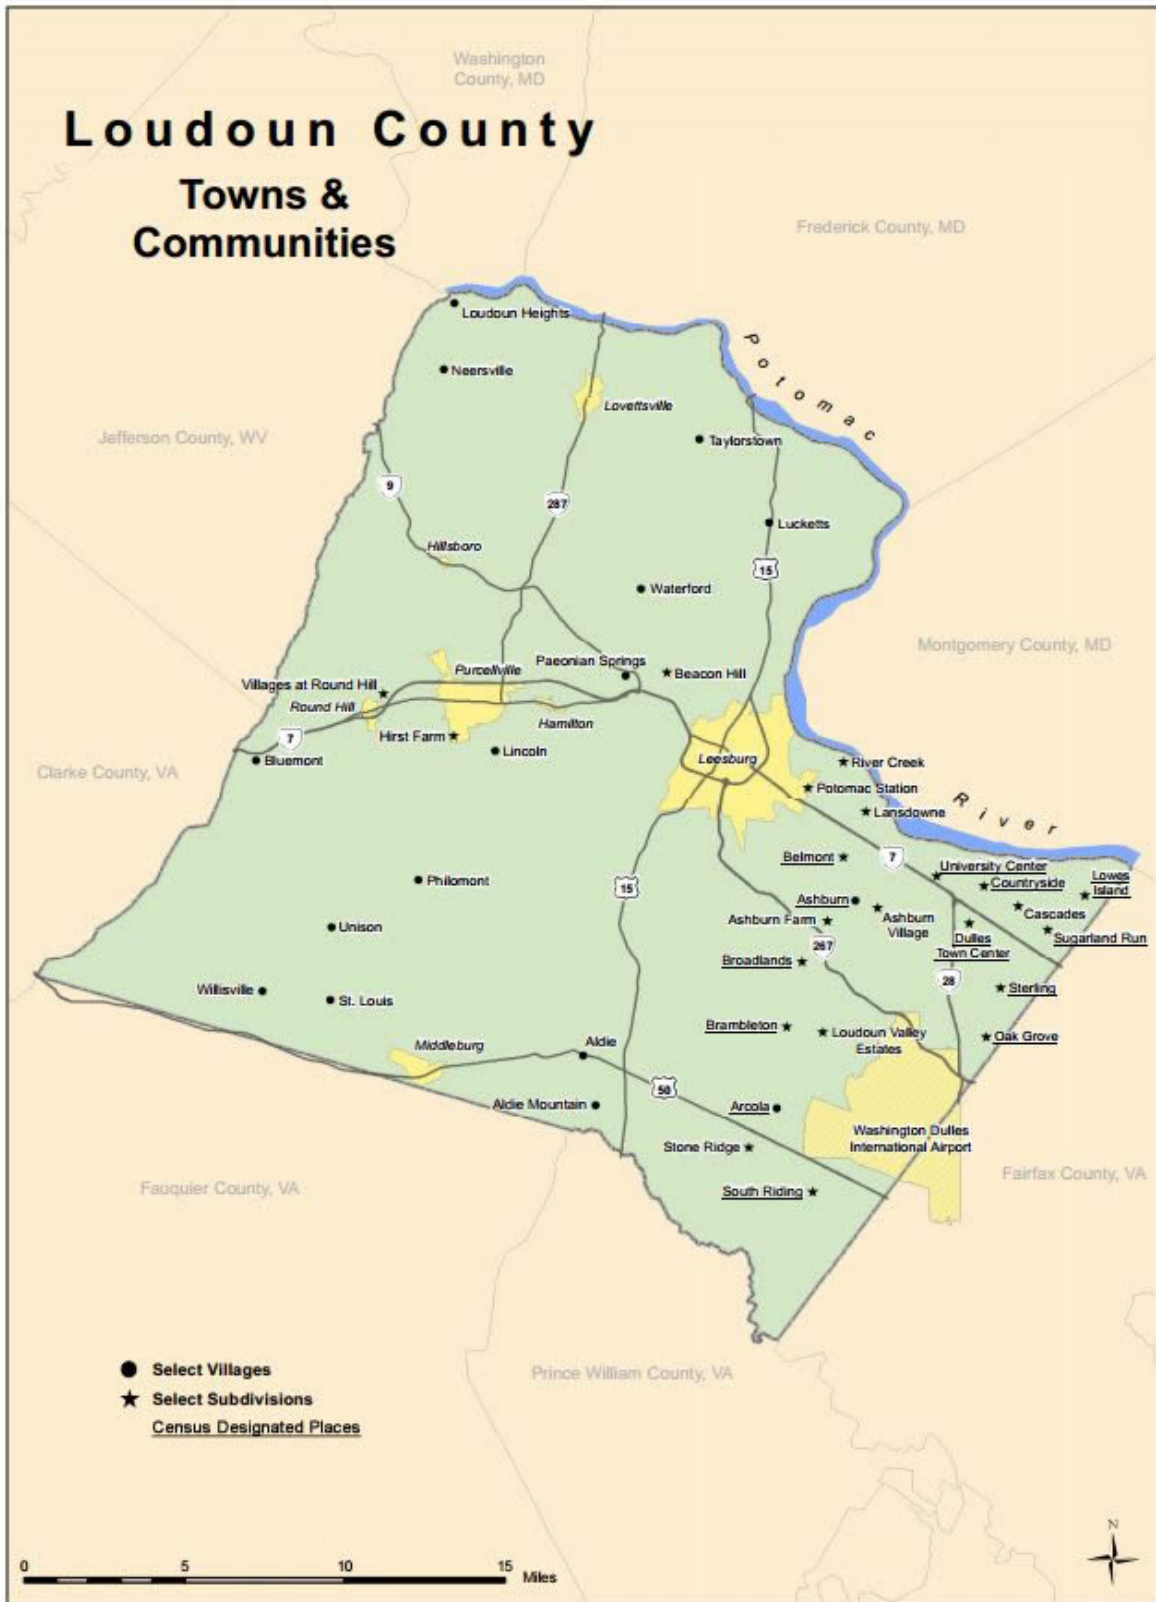 Washington
County, MD
Loudoun County
Towns &
Communities
Frederick County, MD
Loudoun Heights
Potomac
Neersville
Lovettsville
Jefferson County, WV
Taylorstown
9
287
Lucketts
Hillsboro
15
Waterford
Montgomery County, MD
Paeonian Springs
Purcellville
Beacon Hill
Villages at Round Hill
Round Hill
Hamilton
Hirst Farm
7
Lincoln
Bluemont
Leesburg
River Creek
Clarke County, VA
Potomac Station
River
Lansdowne
Belmont
7
University Center
Countryside
Lowes
Island
Philomont
15
Ashburn
Ashburn
Village
Cascades
Ashburn Farm
Unison
Dulles
Town Center
Sugarland Run
267
Broadlands
28
Sterling
Willisville
St. Louis
Brambleton
Loudoun Valley
Estates
Oak Grove
Middleburg
Aldie
50
Aldie Mountain
Arcola
Washington Dulles
International Airport
Stone Ridge
Fauquier County, VA
Fairfax County, VA
South Riding
Select Villages
Select Subdivisions
Census Designated Places
Prince William County, VA
N
0 5 10 15
Miles